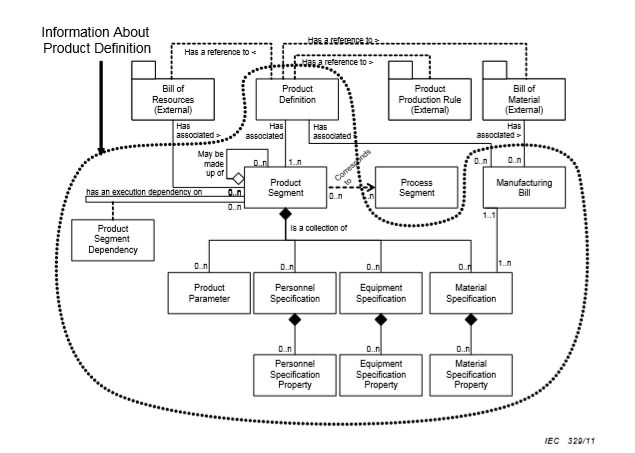 Information About
Product Definition
Has a reference to <
Has a reference to >
Has a reference to >
Bill of
Resources
(External)
Product
Definition
Product
Production Rule
(External)
Bill of
Material
(External)
Has
associated >
Has
associated
Has
associated
Has
associated >
May be
made
up of
0..n
1..n
0..n
0..n
Product
Segment
Corresponds
to
0..n
..n
Process
Segment
Manufacturing
Bill
has an execution dependency on
0..n
0..n
1..1
Product
Segment
Dependency
Is a collection of
0..n
0..n
0..n
0..n
1..n
Product
Parameter
Personnel
Specification
Equipment
Specification
Material
Specification
0..n
0..n
0..n
Personnel
Specification
Property
Equipment
Specification
Property
Material
Specification
Property
IEC 329/11